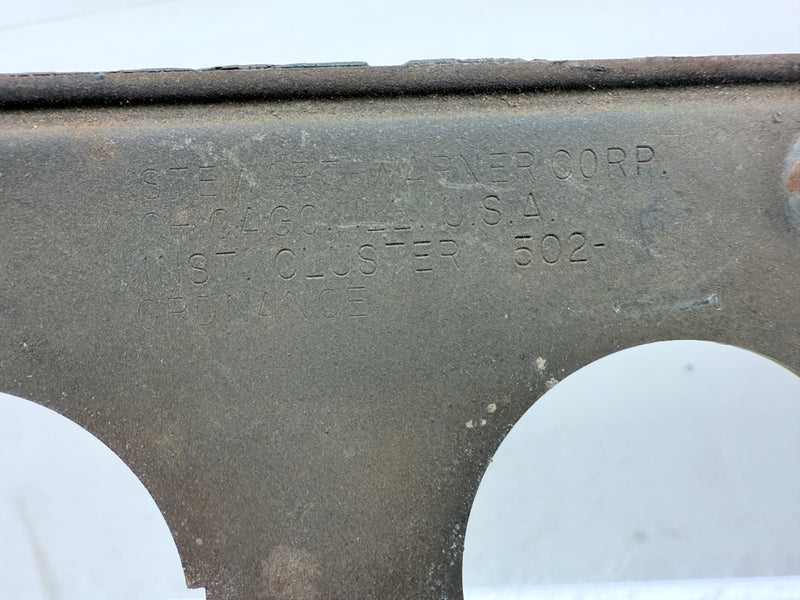 STEWART-WARNER CORP.
CHICAGO, ILL. U.S.A.
INST. CLUSTER 502-
ORDNANCE